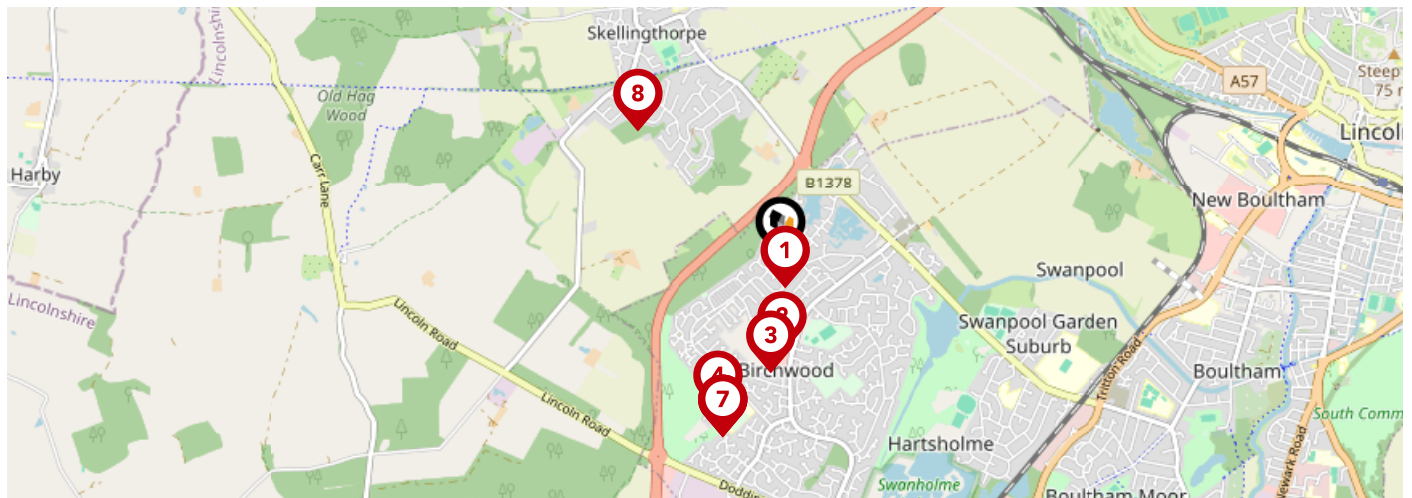 Skellingthorpe
Lincolnshire
A57
Steep
75 m
Old Hag
Wood
8
Lincoln
Carr Lane
Harby
B1378
New Boultham
1
Swanpool
Lincolnshire
Lincoln Road
3
Swanpool Garden
Suburb
Tritton Road
4
Birchwood
Boultham
7
Lincoln Road
South Comm
Hartsholme
Newark Road
Swanholme
Dodding
Boultham Moor